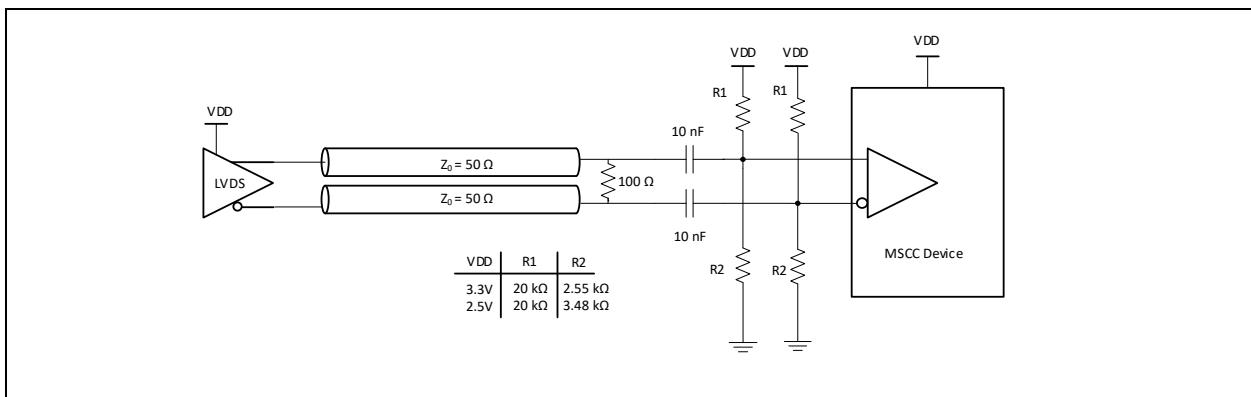 VDD
VDD
VDD
VDD
R1
R1
10 nF
Z₀ = 50 Ω
LVDS
100 Ω
Z₀ = 50 Ω
10 nF
MSCC Device
R2
R2
VDD R1 R2
3.3V 20 kΩ 2.55 kΩ
2.5V 20 kΩ 3.48 kΩ